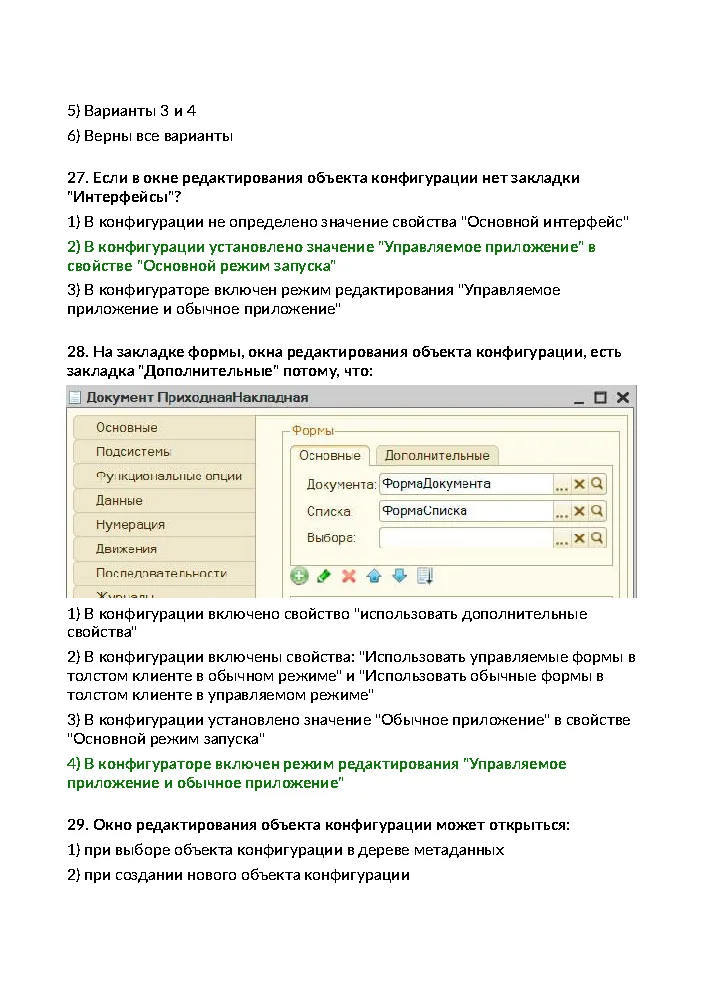 5) Варианты 3 и 4
6) Верны все варианты
27. Если в окне редактирования объекта конфигурации нет закладки
"Интерфейсы"?
1) В конфигурации не определено значение свойства "Основной интерфейс"
2) В конфигурации установлено значение "Управляемое приложение" в
свойстве "Основной режим запуска"
3) В конфигураторе включен режим редактирования "Управляемое
приложение и обычное приложение"
28. На закладке формы, окна редактирования объекта конфигурации, есть
закладка "Дополнительные" потому, что:
Документ ПриходнаяНакладная
Основные
Подсистемы
Функциональные опции
Данные
Нумерация
Движения
Последовательности
Журналы
Формы
Основные Дополнительные
Документа: ФормаДокумента ...
Списка: ФормаСписка ...
Выбора: ...
1) В конфигурации включено свойство "использовать дополнительные
свойства"
2) В конфигурации включены свойства: "Использовать управляемые формы в
толстом клиенте в обычном режиме" и "Использовать обычные формы в
толстом клиенте в управляемом режиме"
3) В конфигурации установлено значение "Обычное приложение" в свойстве
"Основной режим запуска"
4) В конфигураторе включен режим редактирования "Управляемое
приложение и обычное приложение"
29. Окно редактирования объекта конфигурации может открыться:
1) при выборе объекта конфигурации в дереве метаданных
2) при создании нового объекта конфигурации